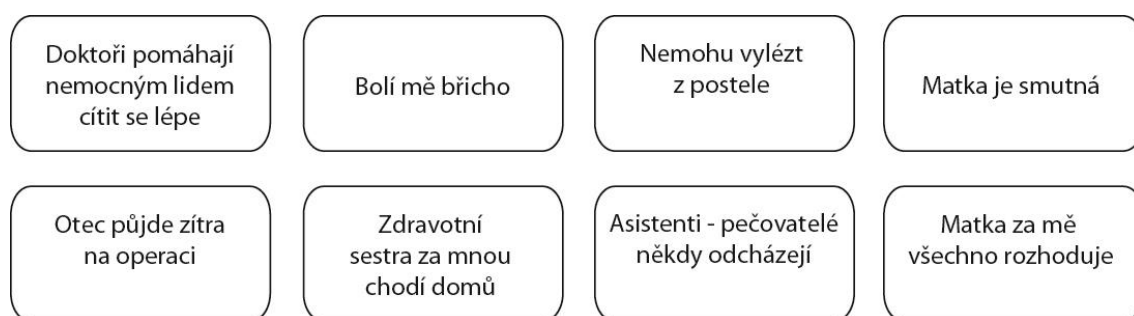 Doktoři pomáhají
nemocným lidem
cítit se lépe
Bolí mě břicho
Nemohu vylézt
z postele
Matka je smutná
Otec půjde zítra
na operaci
Zdravotní
sestra za mnou
chodí domů
Asistenti - pečovatelé
někdy odcházejí
Matka za mě
všechno rozhoduje